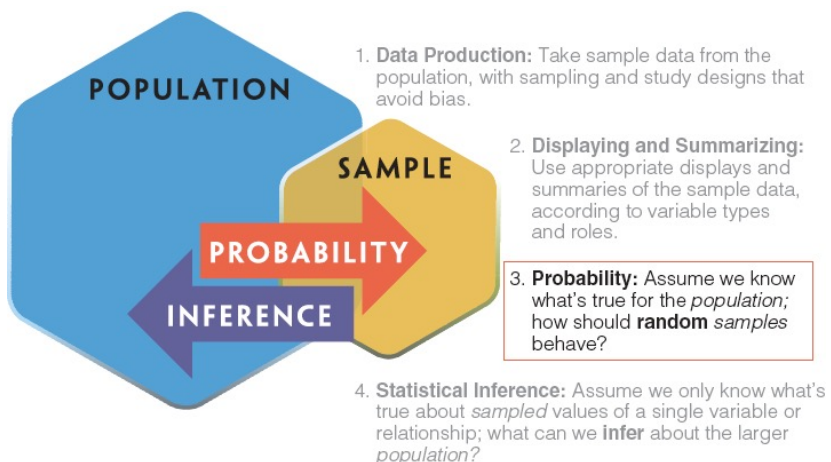 POPULATION
SAMPLE
PROBABILITY
INFERENCE
1. Data Production: Take sample data from the
population, with sampling and study designs that
avoid bias.
2. Displaying and Summarizing:
Use appropriate displays and
summaries of the sample data,
according to variable types
and roles.
3. Probability: Assume we know
what's true for the population;
how should random samples
behave?
4. Statistical Inference: Assume we only know what's
true about sampled values of a single variable or
relationship; what can we infer about the larger
population?